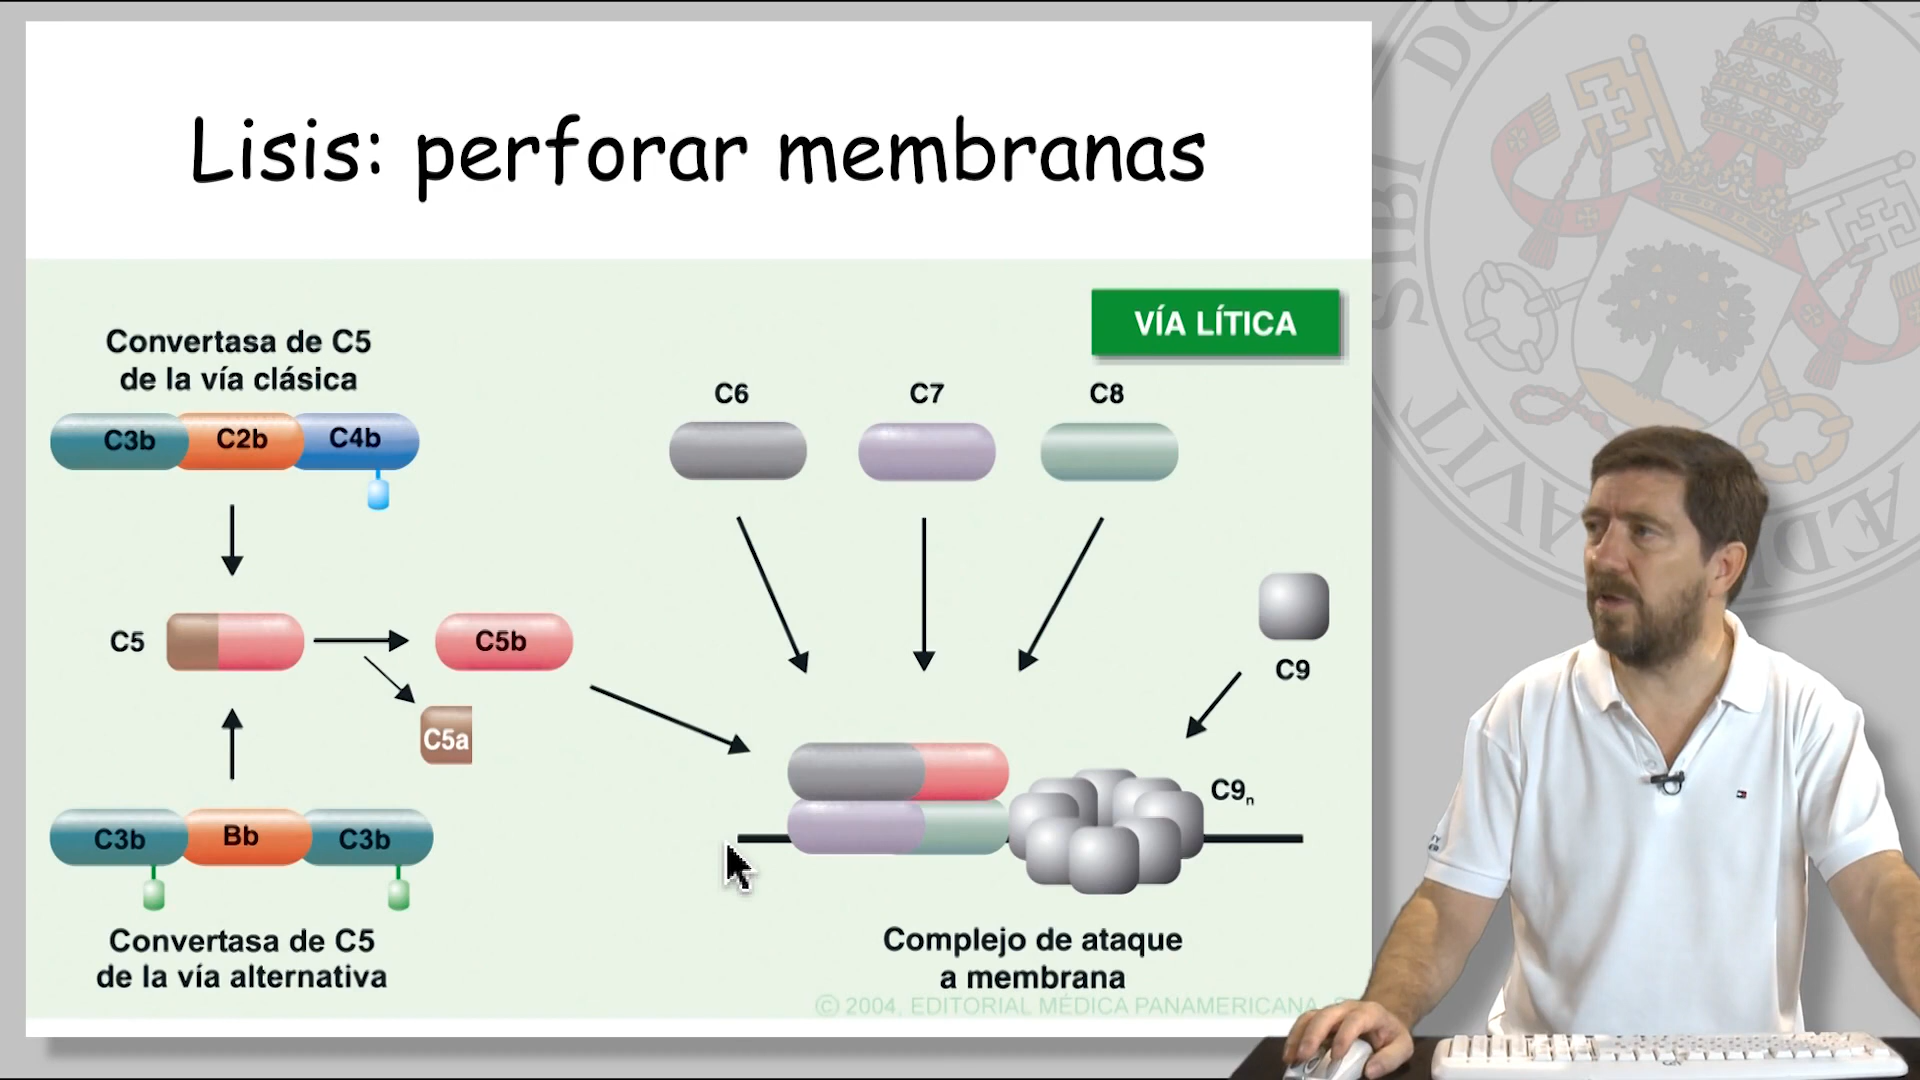 Lisis: perforar membranas
VÍA LÍTICA
Convertasa de C5
de la vía clásica
C3b
C2b
C4b
C6
C7
C8
C5
C5b
C5a
C9
C9n
C3b
Bb
C3b
Convertasa de C5
de la vía alternativa
Complejo de ataque
a membrana
© 2004, EDITORIAL MÉDICA PANAMERICANA,
SIBI